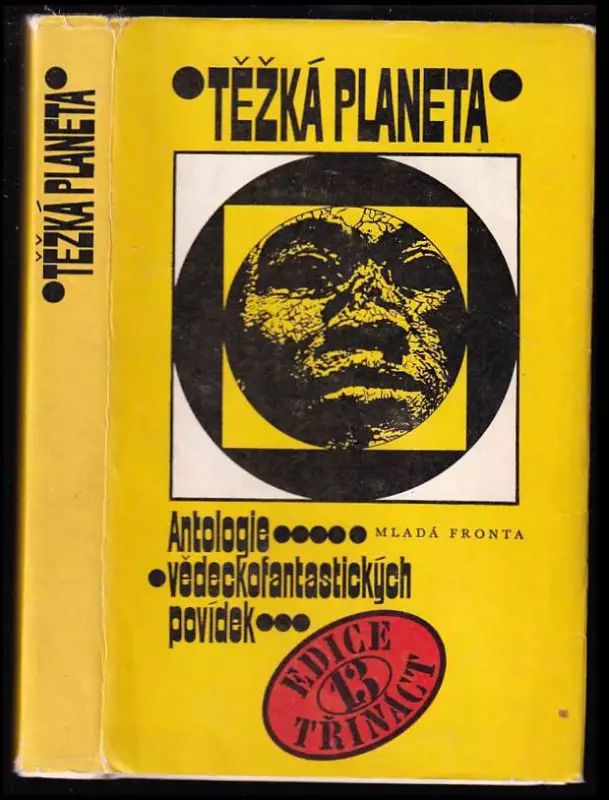 TĚŽKÁ PLANETA
TĚŽKÁ PLANETA
Antologie
MLADÁ FRONTA
vědeckofantastických
povídek
EDICE
13
TŘINÁCT